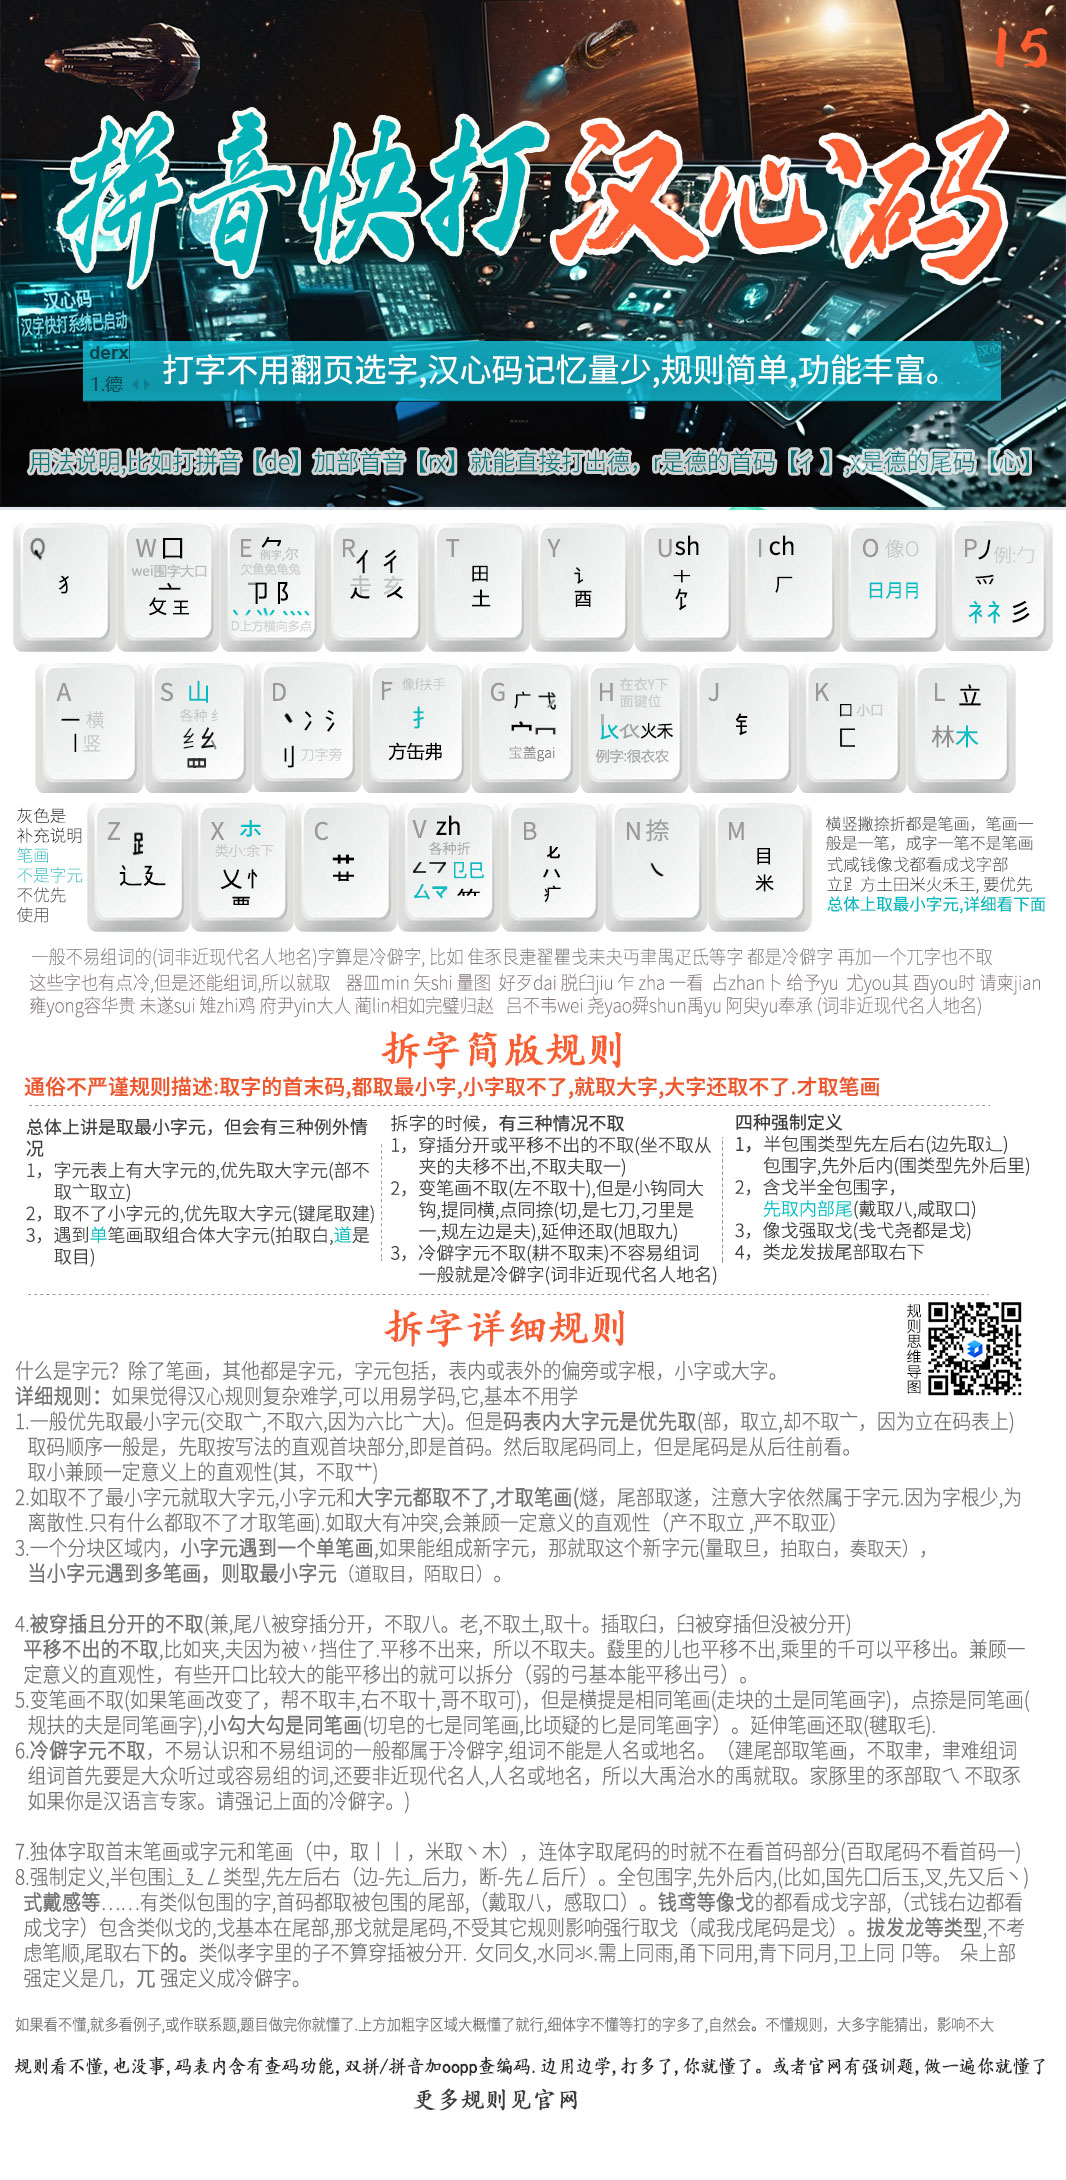 15
拼音快打汉心码
汉心码
汉字快打系统已启动
derx
1.德
打字不用翻页选字,汉心码记忆量少,规则简单,功能丰富。
用法说明,比如打拼音【de】加部首音【rx】就能直接打出德，r是德的首码【彳】,x是德的尾码【心】
Q
犭
W 囗
wei围字大口
亠
攵 王
E ⺈
例字,尔
欠鱼免龟兔
卩 阝
D上方横向多点
R 亻 彳
走 亥
T
田
土
Y
讠
酉
U sh
十
饣
I ch
厂
O 像O
日月⺝
P 丿 例:勹
爫
衤礻 彡
A
一 横
丨 竖
S 山
各种 纟
纟 幺
罒
D
丶 冫 氵
刂 刀字旁
F 像f扶手
扌
方缶弗
G
广 弋
宀 冖
宝盖gai
H 在衣Y下
面键位
火禾
例字:很衣农
J
钅
K
口 小口
匚
L 立
林木
灰色是
补充说明
笔画
不是字元
不优先
使用
Z
⻊
辶廴
X
类小:余下
乂 忄
覀
C
艹
V zh
各种折
㔾巳
厶龴 ⺮
B
八
疒
N 捺
㇏
M
目
米
横竖撇捺折都是笔画，笔画一
般是一笔，成字一笔不是笔画
式咸钱像戈都看成戈字部
立⻊方土田米火禾王, 要优先
总体上取最小字元,详细看下面
一般不易组词的(词非近现代名人地名)字算是冷僻字, 比如 隹豕艮疌翟瞿戋耒夬丏聿禺疋氐等字 都是冷僻字 再加一个兀字也不取
这些字也有点冷,但是还能组词,所以就取 器皿min 矢shi 量图 好歹dai 脱臼jiu 乍 zha 一看 占zhan卜 给予yu 尤you其 酉you时 请柬jian
雍yong容华贵 未遂sui 雉zhi鸡 府尹yin大人 蔺lin相如完璧归赵 吕不韦wei 尧yao舜shun禹yu 阿臾yu奉承 (词非近现代名人地名)
拆字简版规则
通俗不严谨规则描述:取字的首末码,都取最小字,小字取不了,就取大字,大字还取不了.才取笔画
总体上讲是取最小字元，但会有三种例外情
况
1，字元表上有大字元的,优先取大字元(部不
取亠取立)
2，取不了小字元的,优先取大字元(键尾取建)
3，遇到单笔画取组合体大字元(拍取白,道是
取目)
拆字的时候，有三种情况不取
1，穿插分开或平移不出的不取(坐不取从
夹的夫移不出,不取夫取一)
2，变笔画不取(左不取十),但是小钩同大
钩,提同横,点同捺(切,是七刀,刁里是
一,规左边是夫),延伸还取(旭取九)
3，冷僻字元不取(耕不取耒)不容易组词
一般就是冷僻字(词非近现代名人地名)
四种强制定义
1，半包围类型先左后右(边先取辶)
包围字,先外后内(围类型先外后里)
2，含戈半全包围字，
先取内部尾(戴取八,咸取口)
3，像戈强取戈(戋弋尧都是戈)
4，类龙发拔尾部取右下
拆字详细规则
规则思维导图
什么是字元？除了笔画，其他都是字元，字元包括，表内或表外的偏旁或字根，小字或大字。
详细规则：如果觉得汉心规则复杂难学,可以用易学码,它,基本不用学
1.一般优先取最小字元(交取亠,不取六,因为六比亠大)。但是码表内大字元是优先取(部，取立,却不取亠，因为立在码表上)
取码顺序一般是，先取按写法的直观首块部分,即是首码。然后取尾码同上，但是尾码是从后往前看。
取小兼顾一定意义上的直观性(其，不取艹)
2.如取不了最小字元就取大字元,小字元和大字元都取不了,才取笔画(燧，尾部取遂，注意大字依然属于字元.因为字根少,为
离散性.只有什么都取不了才取笔画).如取大有冲突,会兼顾一定意义的直观性（产不取立 ,严不取亚）
3.一个分块区域内，小字元遇到一个单笔画,如果能组成新字元，那就取这个新字元(量取旦，拍取白，奏取天），
当小字元遇到多笔画，则取最小字元（道取目，陌取日）。
4.被穿插且分开的不取(兼,尾八被穿插分开，不取八。老,不取土,取十。插取臼，臼被穿插但没被分开)
平移不出的不取,比如夹,夫因为被丷挡住了.平移不出来，所以不取夫。鼗里的儿也平移不出,乘里的千可以平移出。兼顾一
定意义的直观性，有些开口比较大的能平移出的就可以拆分（弱的弓基本能平移出弓）。
5.变笔画不取(如果笔画改变了，帮不取丰,右不取十,哥不取可)，但是横提是相同笔画(走块的土是同笔画字)，点捺是同笔画(
规扶的夫是同笔画字),小勾大勾是同笔画(切皂的七是同笔画,比顷疑的匕是同笔画字）。延伸笔画还取(毽取毛).
6.冷僻字元不取，不易认识和不易组词的一般都属于冷僻字,组词不能是人名或地名。（建尾部取笔画，不取聿，聿难组词
组词首先要是大众听过或容易组的词,还要非近现代名人,人名或地名，所以大禹治水的禹就取。家豚里的豕部取乀 不取豕
如果你是汉语言专家。请强记上面的冷僻字。)
7.独体字取首末笔画或字元和笔画（中，取丨丨，米取丶木），连体字取尾码的时就不在看首码部分(百取尾码不看首码一)
8.强制定义,半包围辶廴𠃊类型,先左后右（边-先辶后力，断-先𠃊后斤）。全包围字,先外后内,(比如,国先囗后玉,叉,先又后丶)
式戴感等……有类似包围的字,首码都取被包围的尾部,（戴取八，感取口）。钱鸢等像戈的都看成戈字部,（式钱右边都看
成戈字）包含类似戈的,戈基本在尾部,那戈就是尾码,不受其它规则影响强行取戈（咸我戌尾码是戈）。拔发龙等类型,不考
虑笔顺,尾取右下的。类似孝字里的子不算穿插被分开. 攵同夂,水同氺.需上同雨,甬下同用,青下同月,卫上同卩等。 朵上部
强定义是几，兀 强定义成冷僻字。
如果看不懂,就多看例子,或作联系题,题目做完你就懂了.上方加粗字区域大概懂了就行,细体字不懂等打的字多了,自然会。不懂规则，大多字能猜出，影响不大
规则看不懂, 也没事, 码表内含有查码功能, 双拼/拼音加oopp查编码. 边用边学, 打多了, 你就懂了。或者官网有强训题, 做一遍你就懂了
更多规则见官网